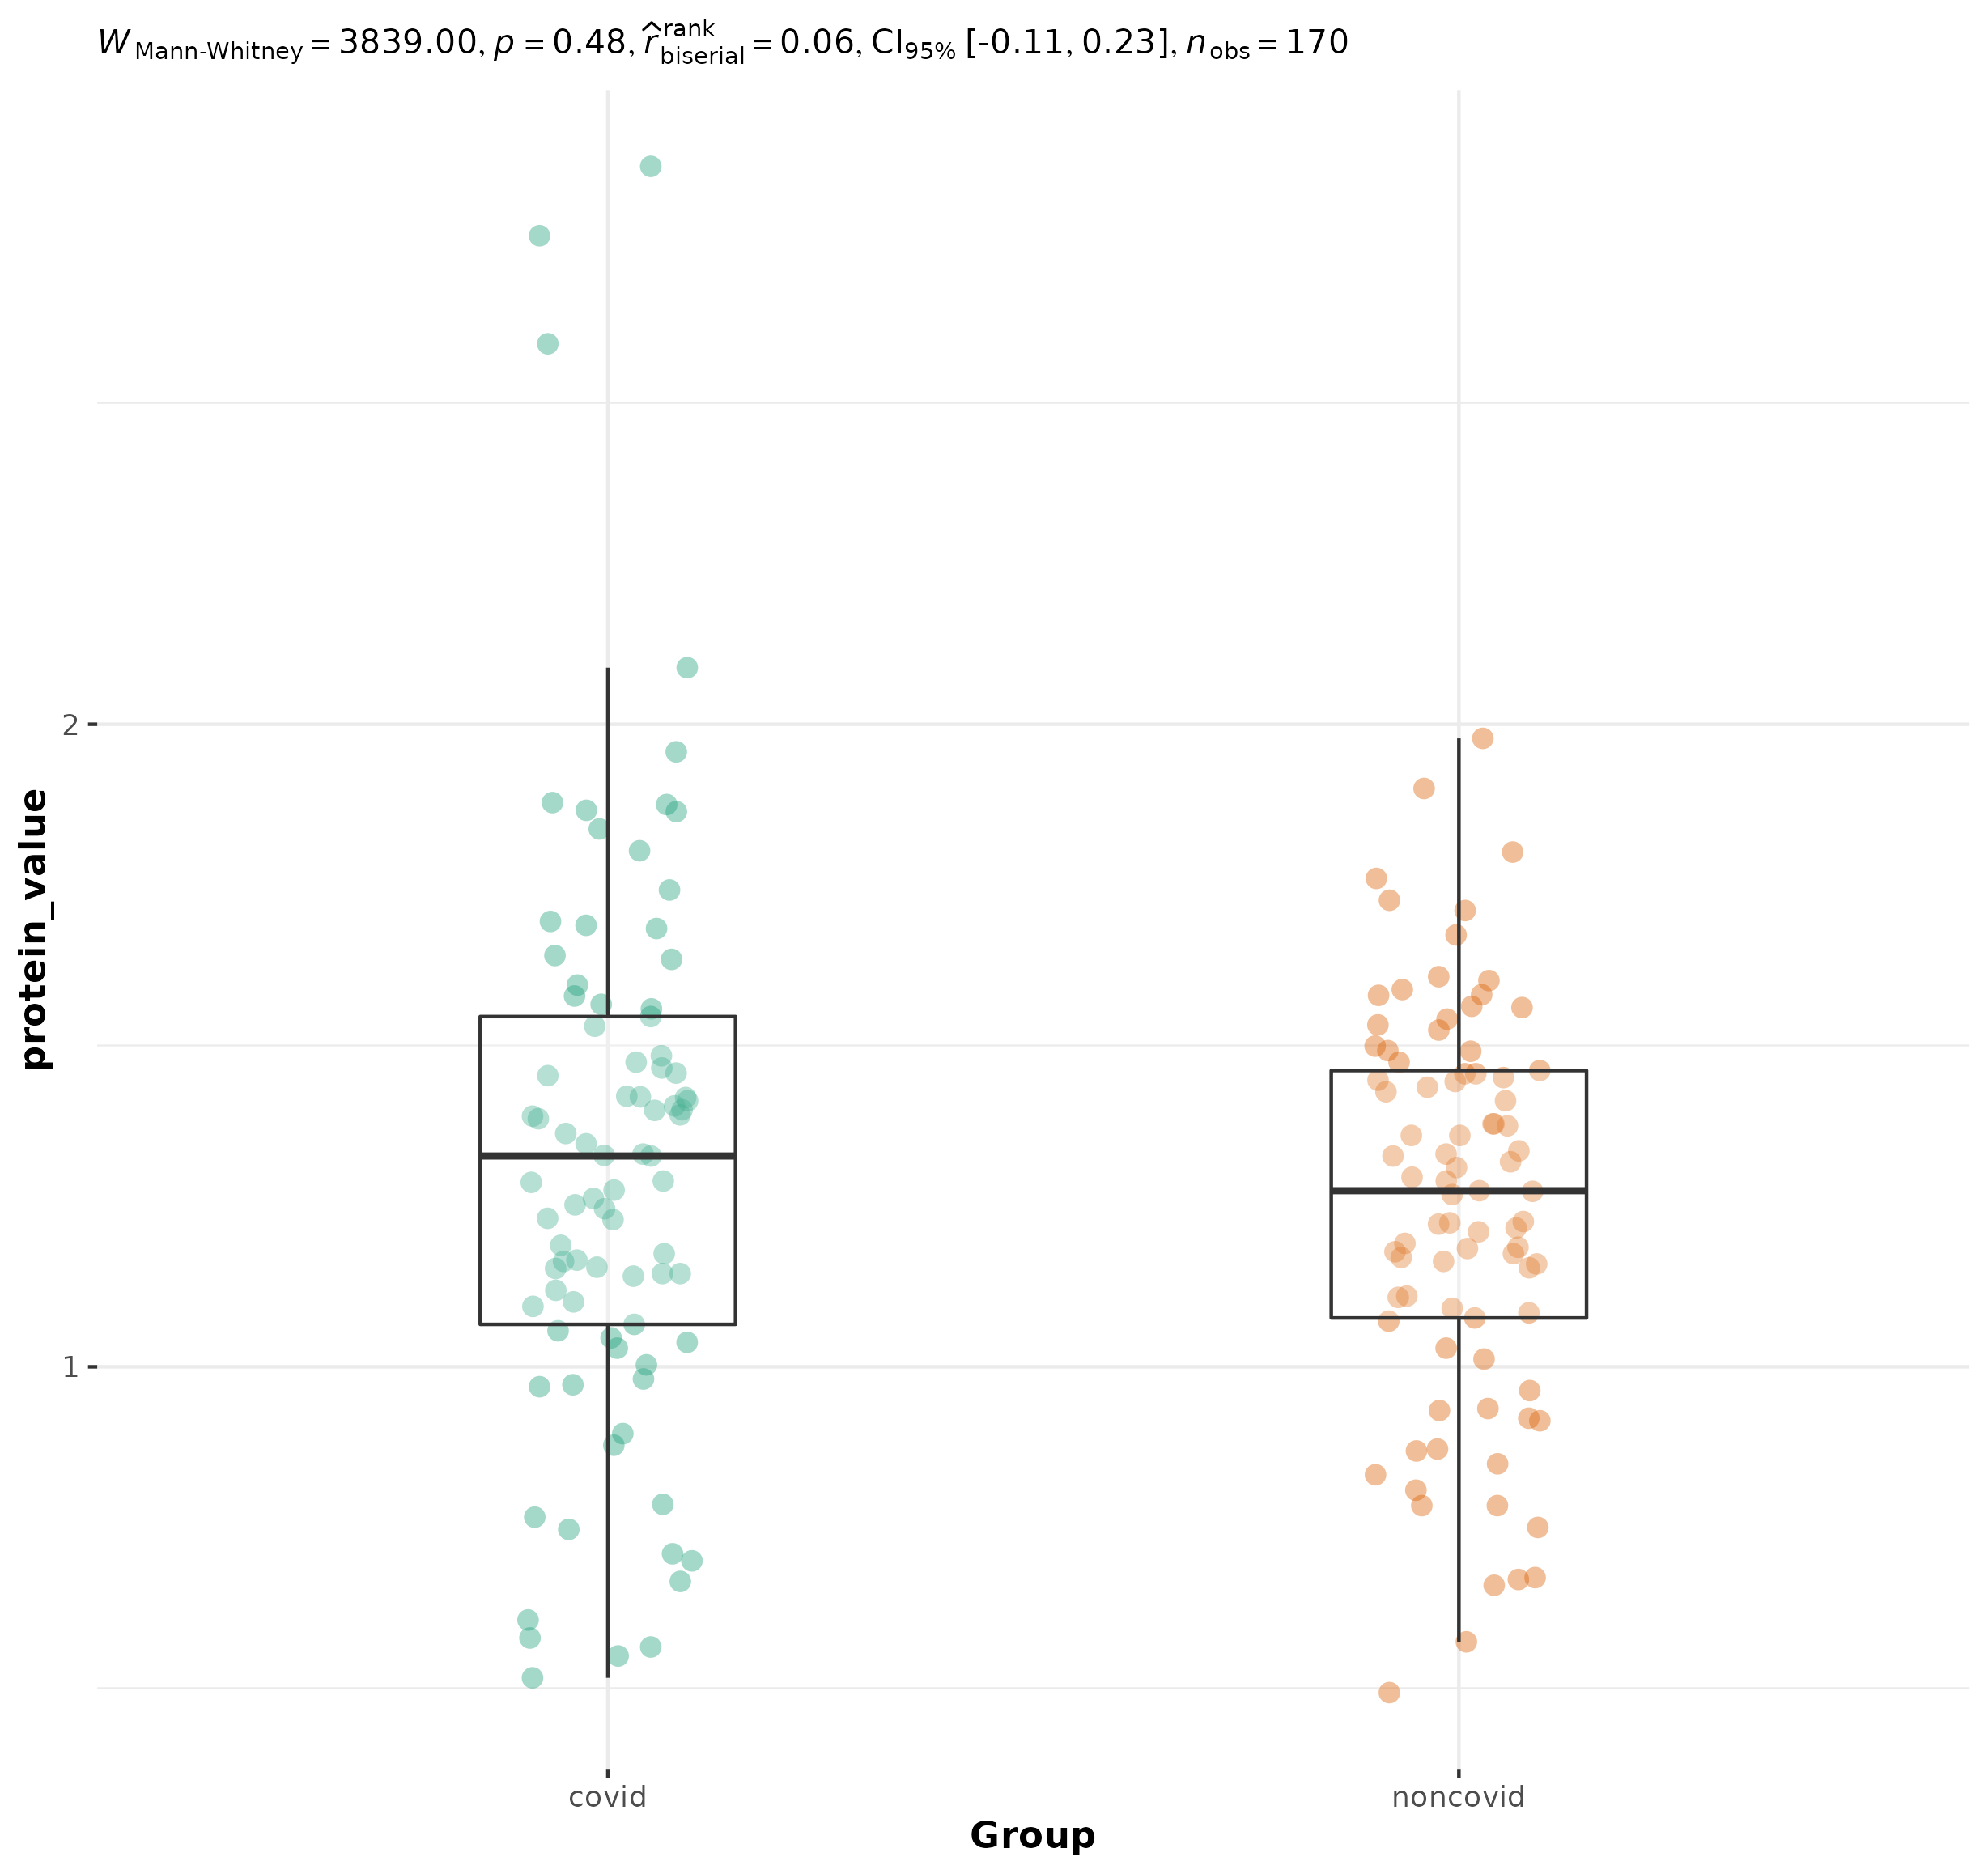 W Mann-Whitney = 3839.00, p = 0.48, r̂ rank biserial = 0.06, CI95% [-0.11, 0.23], nobs = 170
protein_value
2
1
covid noncovid
Group